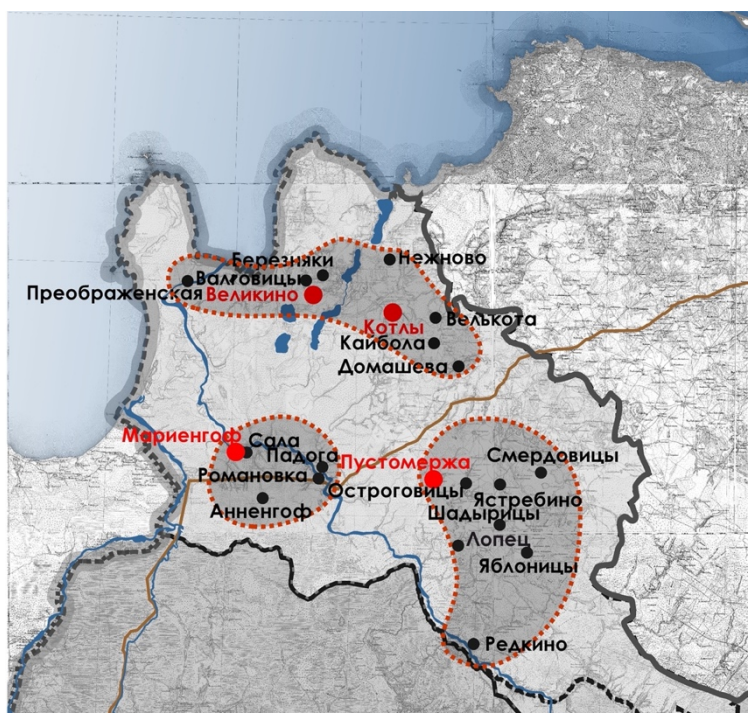 Березняки
Нежново
Валговицы
Преображенская
Великино
Котлы
Велькота
Кайбола
Домашева
Мариенгоф
Сала
Падога
Пустомержа
Смердовицы
Романовка
Остроговицы
Ястребино
Анненгоф
Шадырицы
Лопец
Яблоницы
Редкино